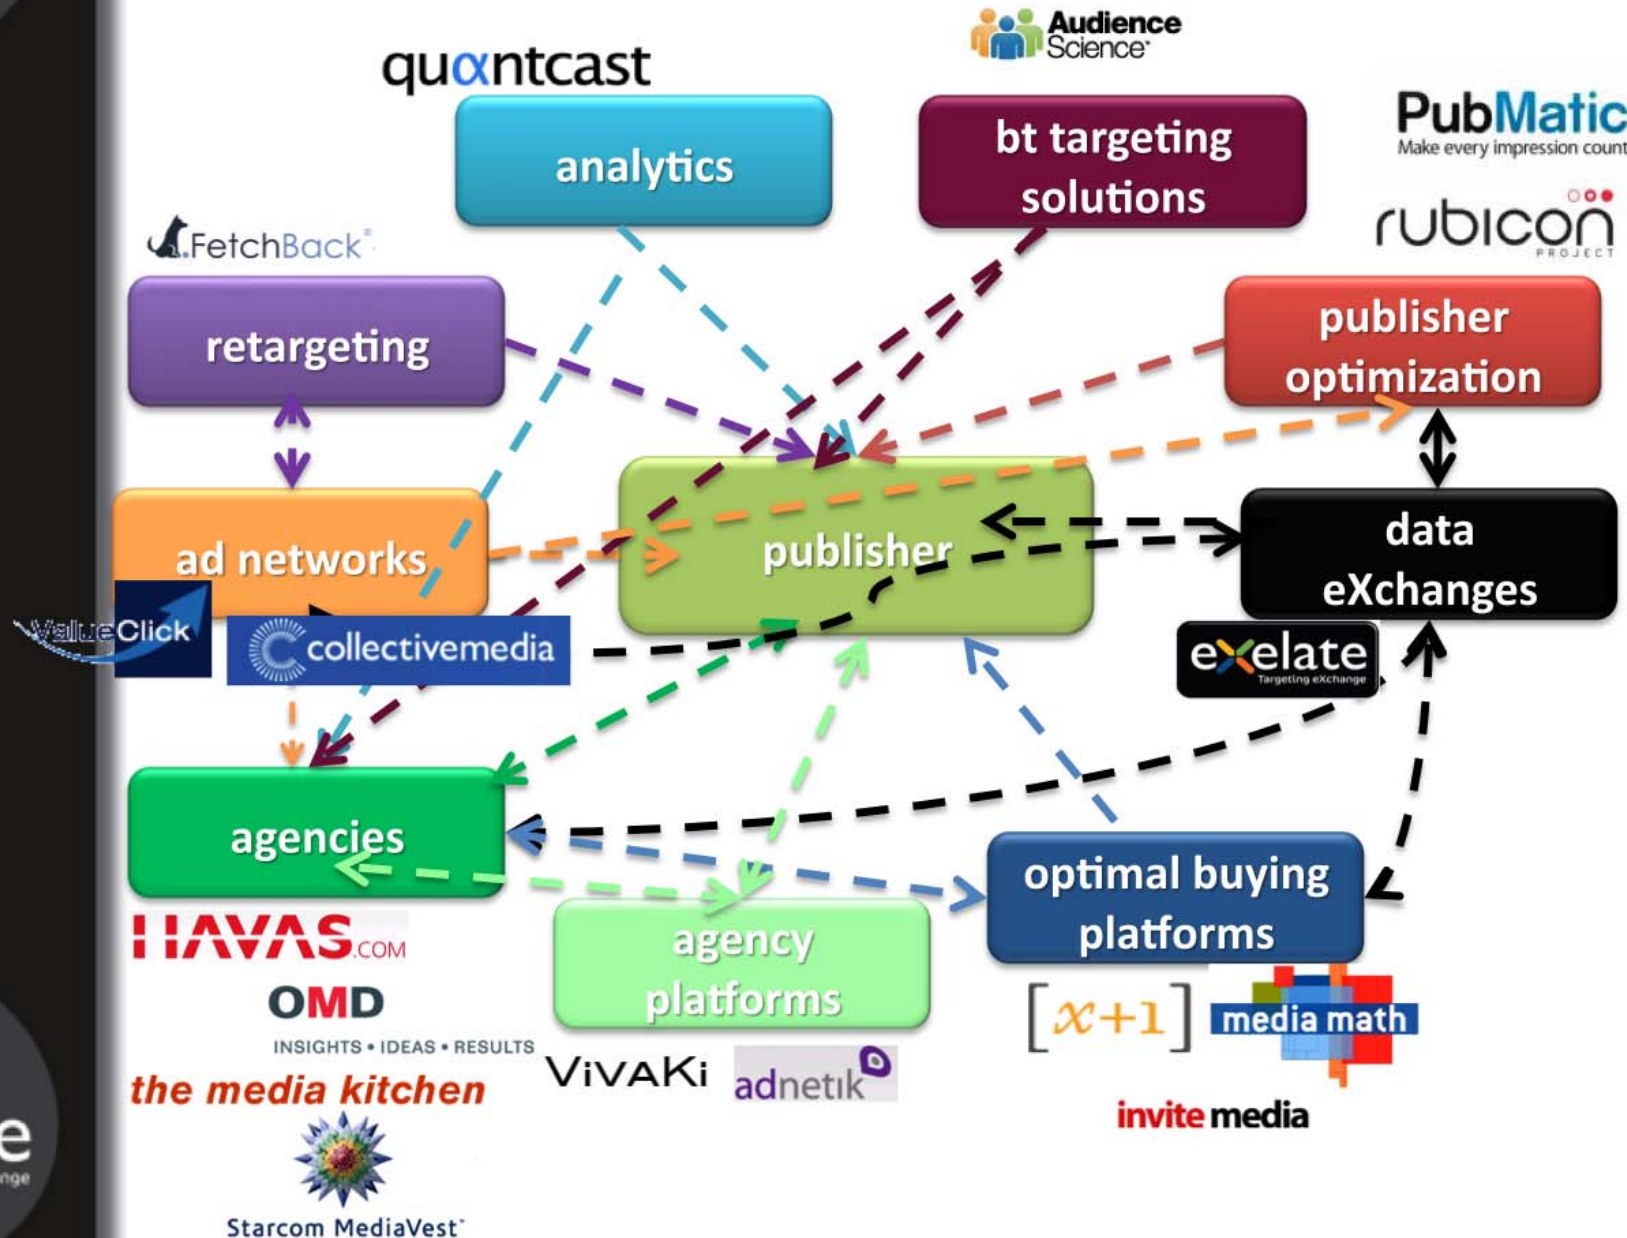 quantcast
Audience
Science
analytics
bt targeting
solutions
PubMatic
Make every impression count
rubicon
PROJECT
FetchBack
retargeting
publisher
optimization
ad networks
publisher
data
eXchanges
ValueClick
collectivemedia
exelate
Targeting eXchange
agencies
optimal buying
platforms
agency
platforms
HAVAS.COM
[x+1]
media math
OMD
INSIGHTS • IDEAS • RESULTS
VivAKi
adnetik
the media kitchen
invite media
Starcom MediaVest